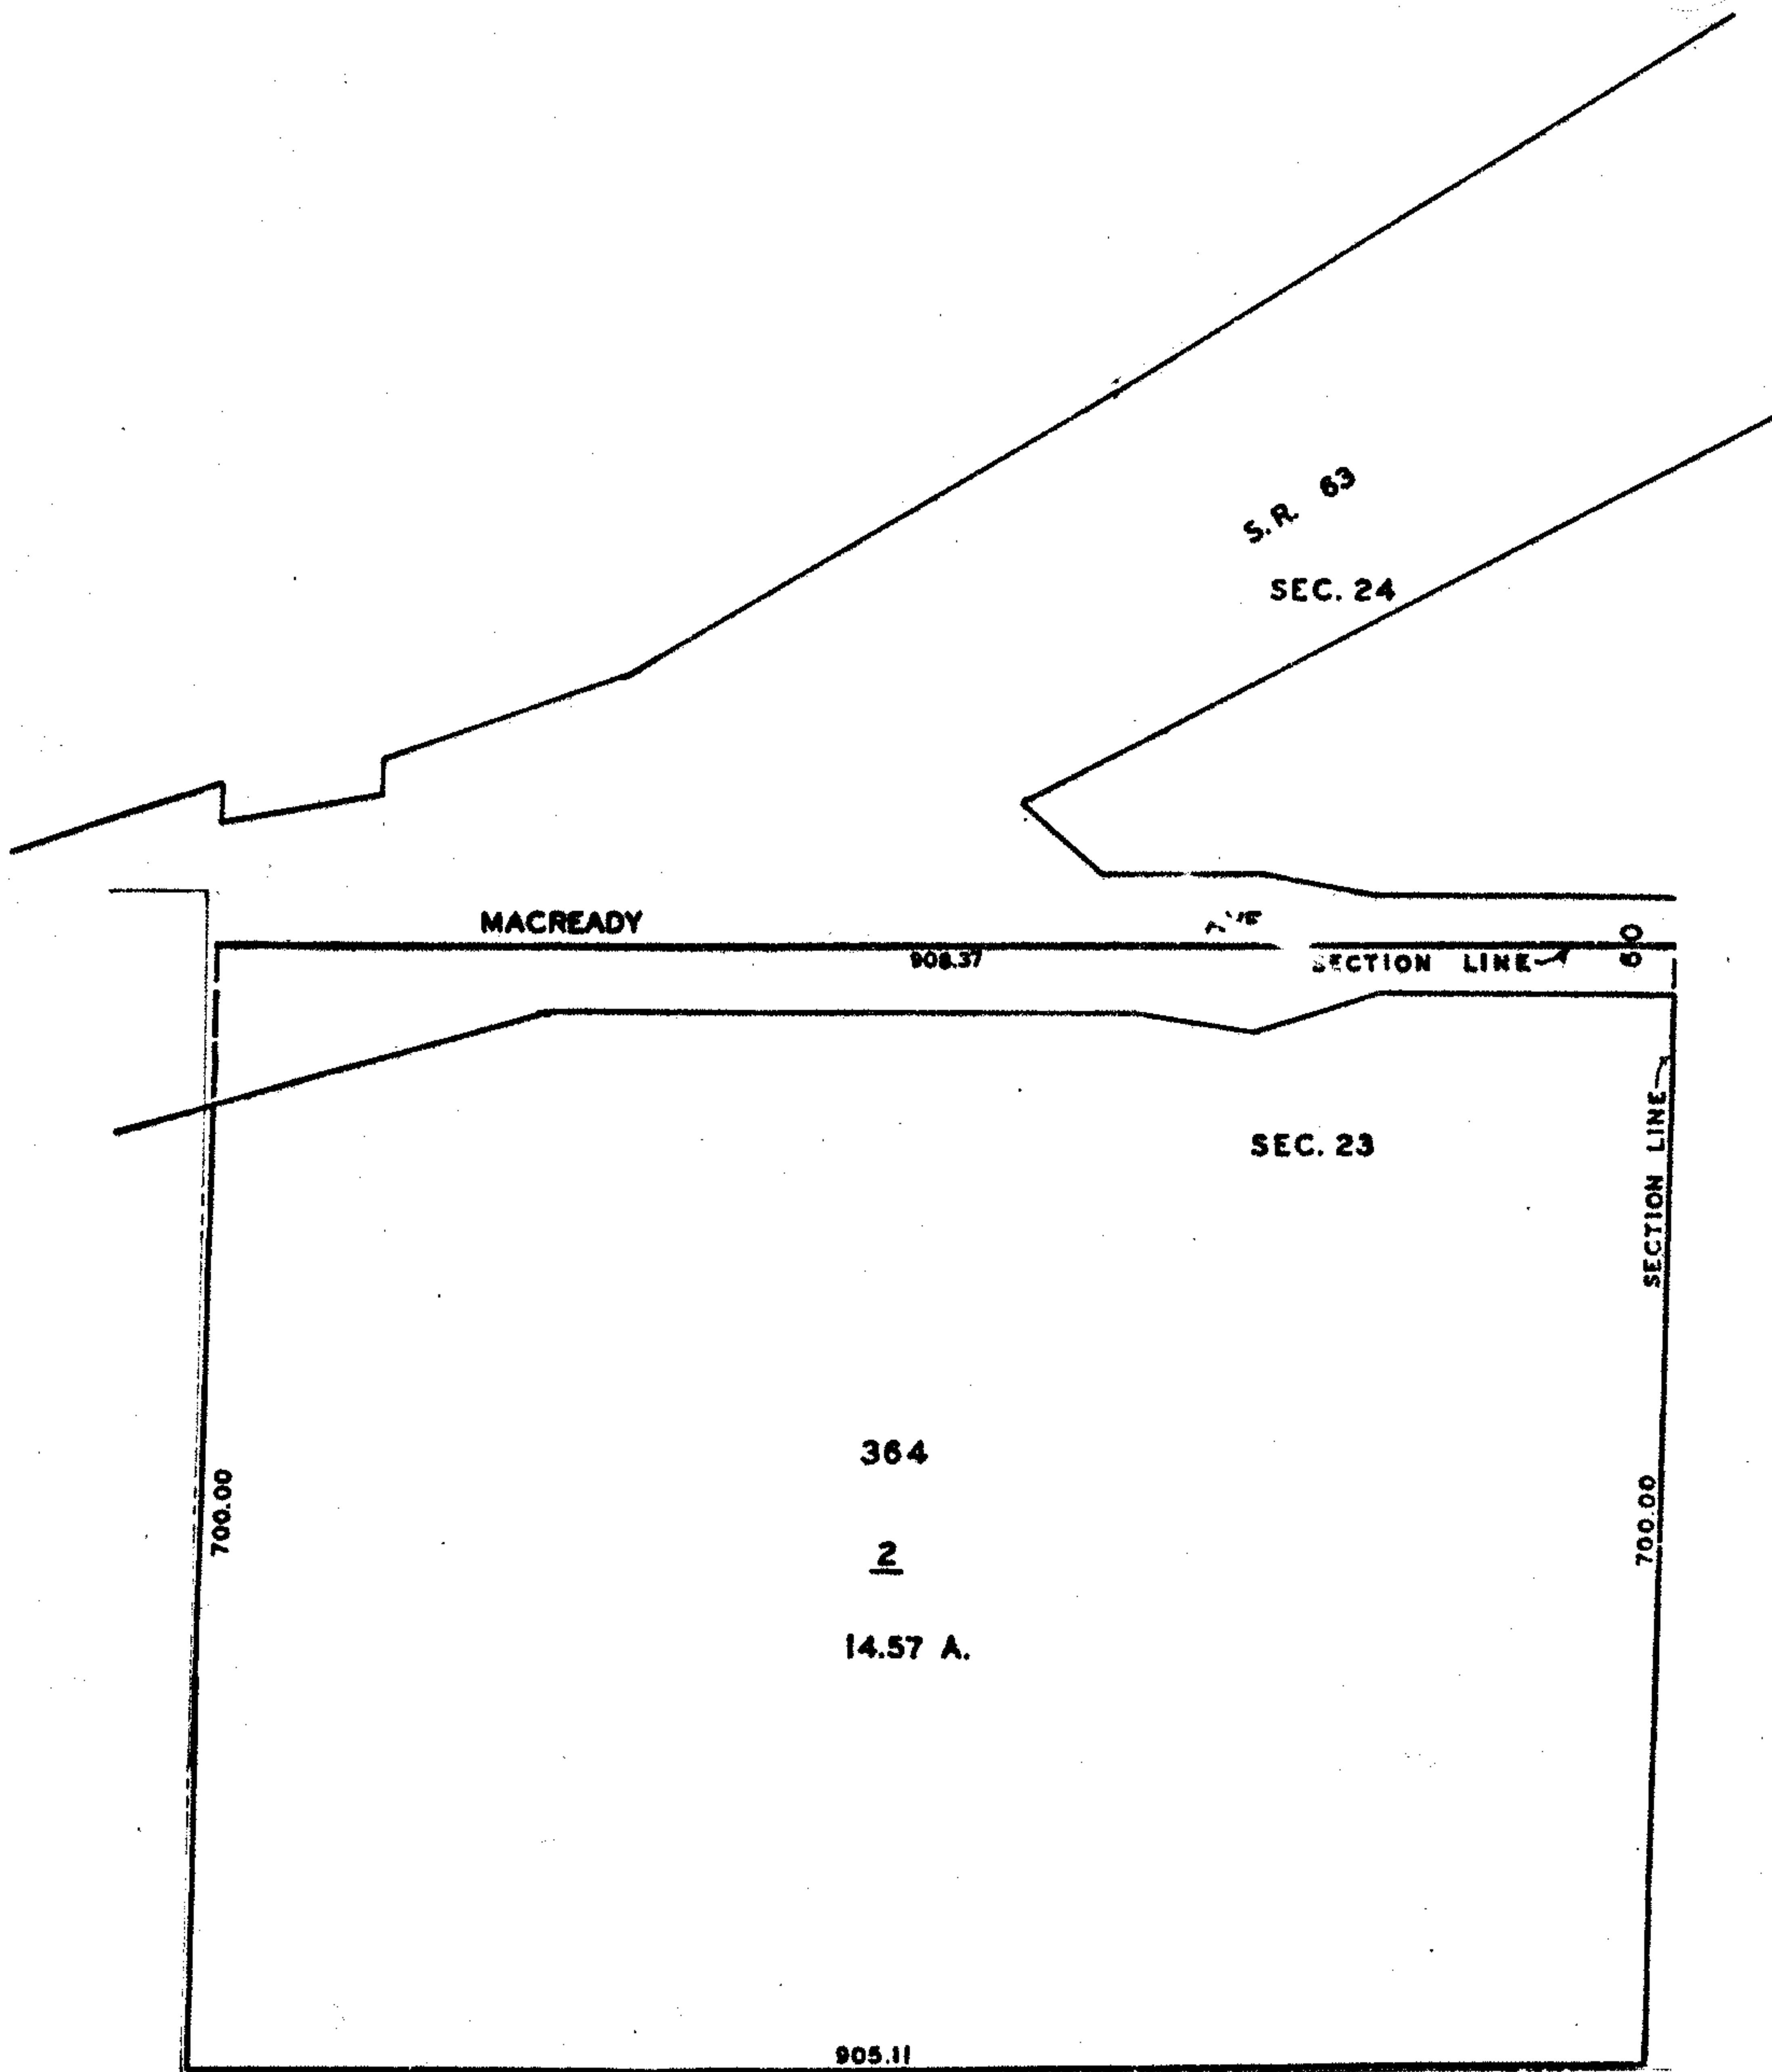 S.R. 63
SEC. 24
MACREADY AVE
60
908.37
SECTION LINE
SECTION LINE
SEC. 23
364
700.00
700.00
2
14.57 A.
905.11